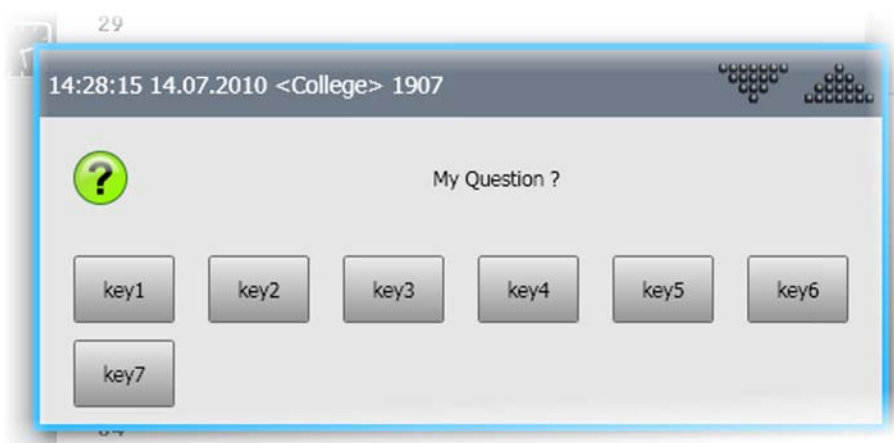 29
14:28:15 14.07.2010 <College> 1907
?
My Question ?
key1 key2 key3 key4 key5 key6
key7